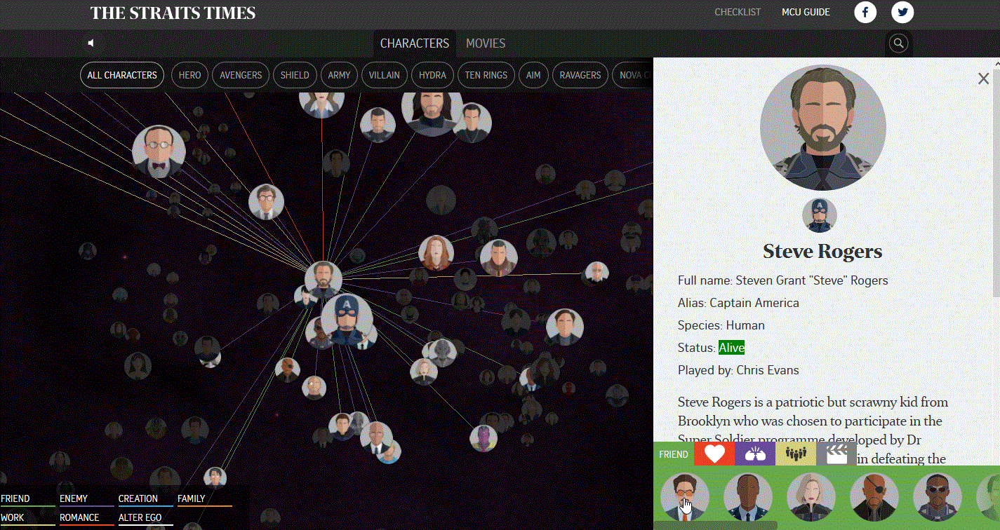 THE STRAITS TIMES
CHECKLIST
MCU GUIDE
CHARACTERS
MOVIES
ALL CHARACTERS
HERO
AVENGERS
SHIELD
ARMY
VILLAIN
HYDRA
TEN RINGS
AIM
RAVAGERS
NOVA C
Steve Rogers
Full name: Steven Grant "Steve" Rogers
Alias: Captain America
Species: Human
Status: Alive
Played by: Chris Evans
Steve Rogers is a patriotic but scrawny kid from
Brooklyn who was chosen to participate in the
Super Soldier programme developed by Dr
in defeating the
FRIEND
FRIEND
ENEMY
CREATION
FAMILY
WORK
ROMANCE
ALTER EGO